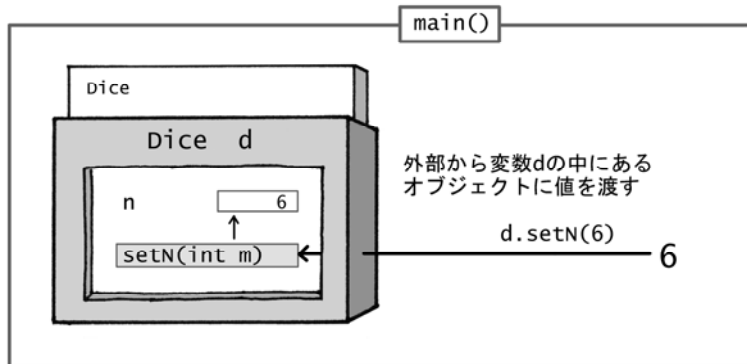 main()
Dice
Dice d
n 6
setN(int m)
外部から変数dの中にある
オブジェクトに値を渡す
d.setN(6)
6